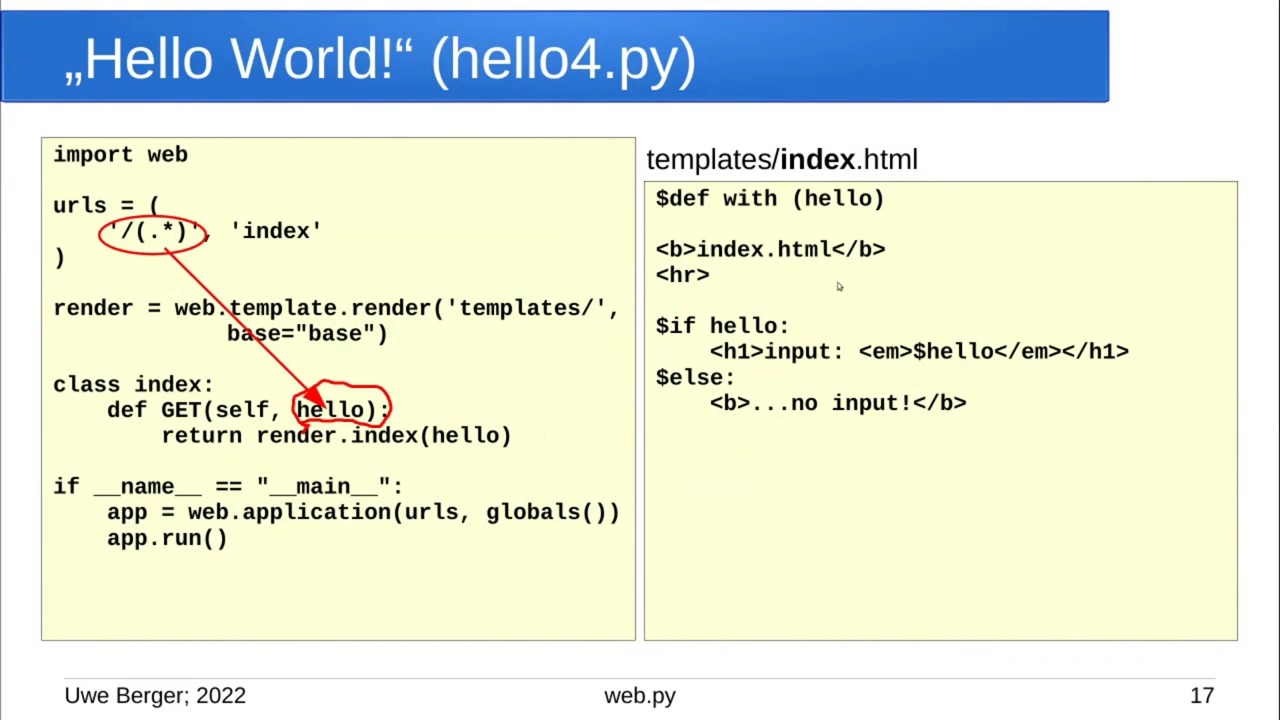 „Hello World!“ (hello4.py)
import web
urls = (
    '/(.*)', 'index'
)
render = web.template.render('templates/',
             base="base")
class index:
    def GET(self, hello):
        return render.index(hello)
if __name__ == "__main__":
    app = web.application(urls, globals())
    app.run()
templates/index.html
$def with (hello)
<b>index.html</b>
<hr>
$if hello:
    <h1>input: <em>$hello</em></h1>
$else:
    <b>...no input!</b>
Uwe Berger; 2022
web.py
17